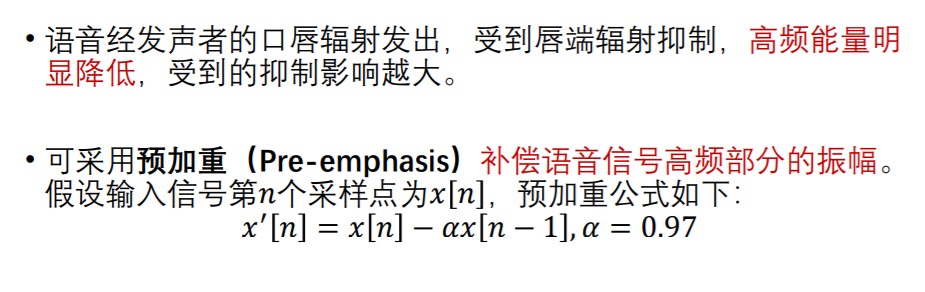 • 语音经发声者的口唇辐射发出，受到唇端辐射抑制，高频能量明
显降低，受到的抑制影响越大。
• 可采用预加重（Pre-emphasis）补偿语音信号高频部分的振幅。
假设输入信号第n个采样点为x[n]，预加重公式如下：
x′[n] = x[n] − αx[n − 1], α = 0.97